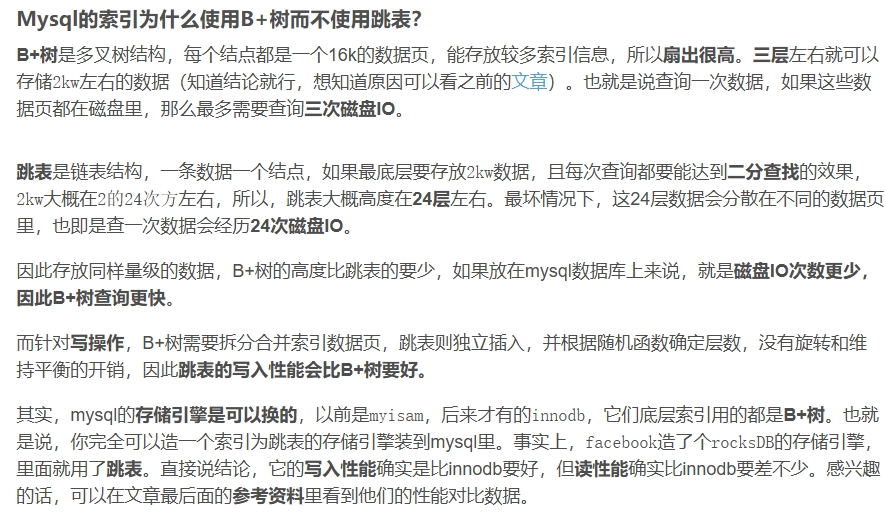 Mysql的索引为什么使用B+树而不使用跳表？
B+树是多叉树结构，每个结点都是一个16k的数据页，能存放较多索引信息，所以扇出很高。三层左右就可以
存储2kw左右的数据（知道结论就行，想知道原因可以看之前的文章）。也就是说查询一次数据，如果这些数
据页都在磁盘里，那么最多需要查询三次磁盘IO。
跳表是链表结构，一条数据一个结点，如果最底层要存放2kw数据，且每次查询都要能达到二分查找的效果，
2kw大概在2的24次方左右，所以，跳表大概高度在24层左右。最坏情况下，这24层数据会分散在不同的数据页
里，也即是查一次数据会经历24次磁盘IO。
因此存放同样量级的数据，B+树的高度比跳表的要少，如果放在mysql数据库上来说，就是磁盘IO次数更少，
因此B+树查询更快。
而针对写操作，B+树需要拆分合并索引数据页，跳表则独立插入，并根据随机函数确定层数，没有旋转和维
持平衡的开销，因此跳表的写入性能会比B+树要好。
其实，mysql的存储引擎是可以换的，以前是myisam，后来才有的innodb，它们底层索引用的都是B+树。也就
是说，你完全可以造一个索引为跳表的存储引擎装到mysql里。事实上，facebook造了个rocksDB的存储引擎，
里面就用了跳表。直接说结论，它的写入性能确实是比innodb要好，但读性能确实比innodb要差不少。感兴趣
的话，可以在文章最后面的参考资料里看到他们的性能对比数据。